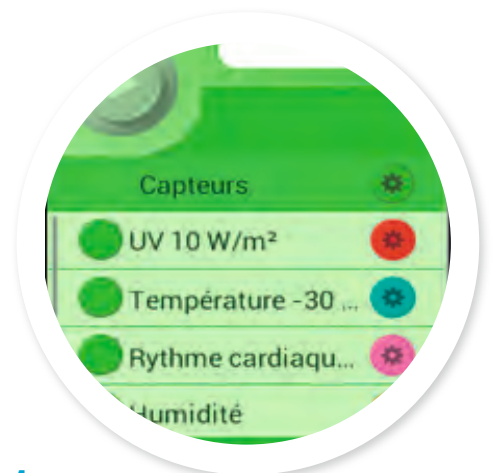 Capteurs
UV 10 W/m²
Température -30 ...
Rythme cardiaqu...
Humidité